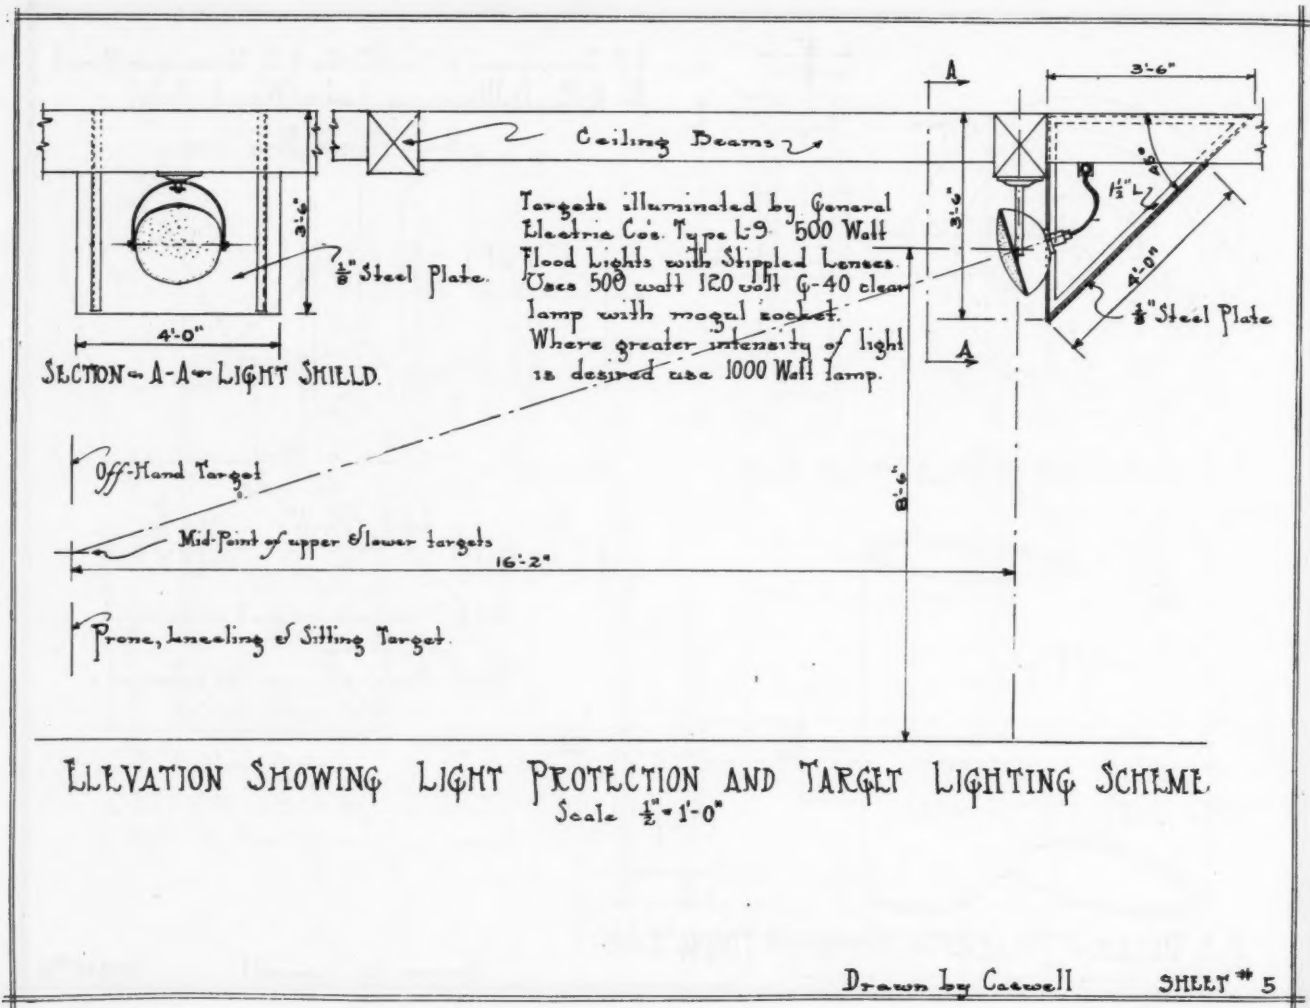 A
3'-6"
Ceiling Beams
3'-6"
Targets illuminated by General
Electric Co's. Type L-9 500 Watt
Flood Lights with Stippled Lenses.
Uses 500 watt 120 volt G-40 clear
lamp with mogul socket.
Where greater intensity of light
is desired use 1000 Watt lamp.
3'-6"
45°
1½" L
4'-0"
⅛" Steel Plate.
⅛" Steel Plate
4'-0"
A
SECTION - A-A - LIGHT SHIELD.
Off-Hand Target
8'-6"
Mid-Point of upper & lower targets
16'-2"
Prone, Kneeling & Sitting Target.
ELEVATION SHOWING LIGHT PROTECTION AND TARGET LIGHTING SCHEME
Scale ½" = 1'-0"
Drawn by Caswell
SHEET # 5